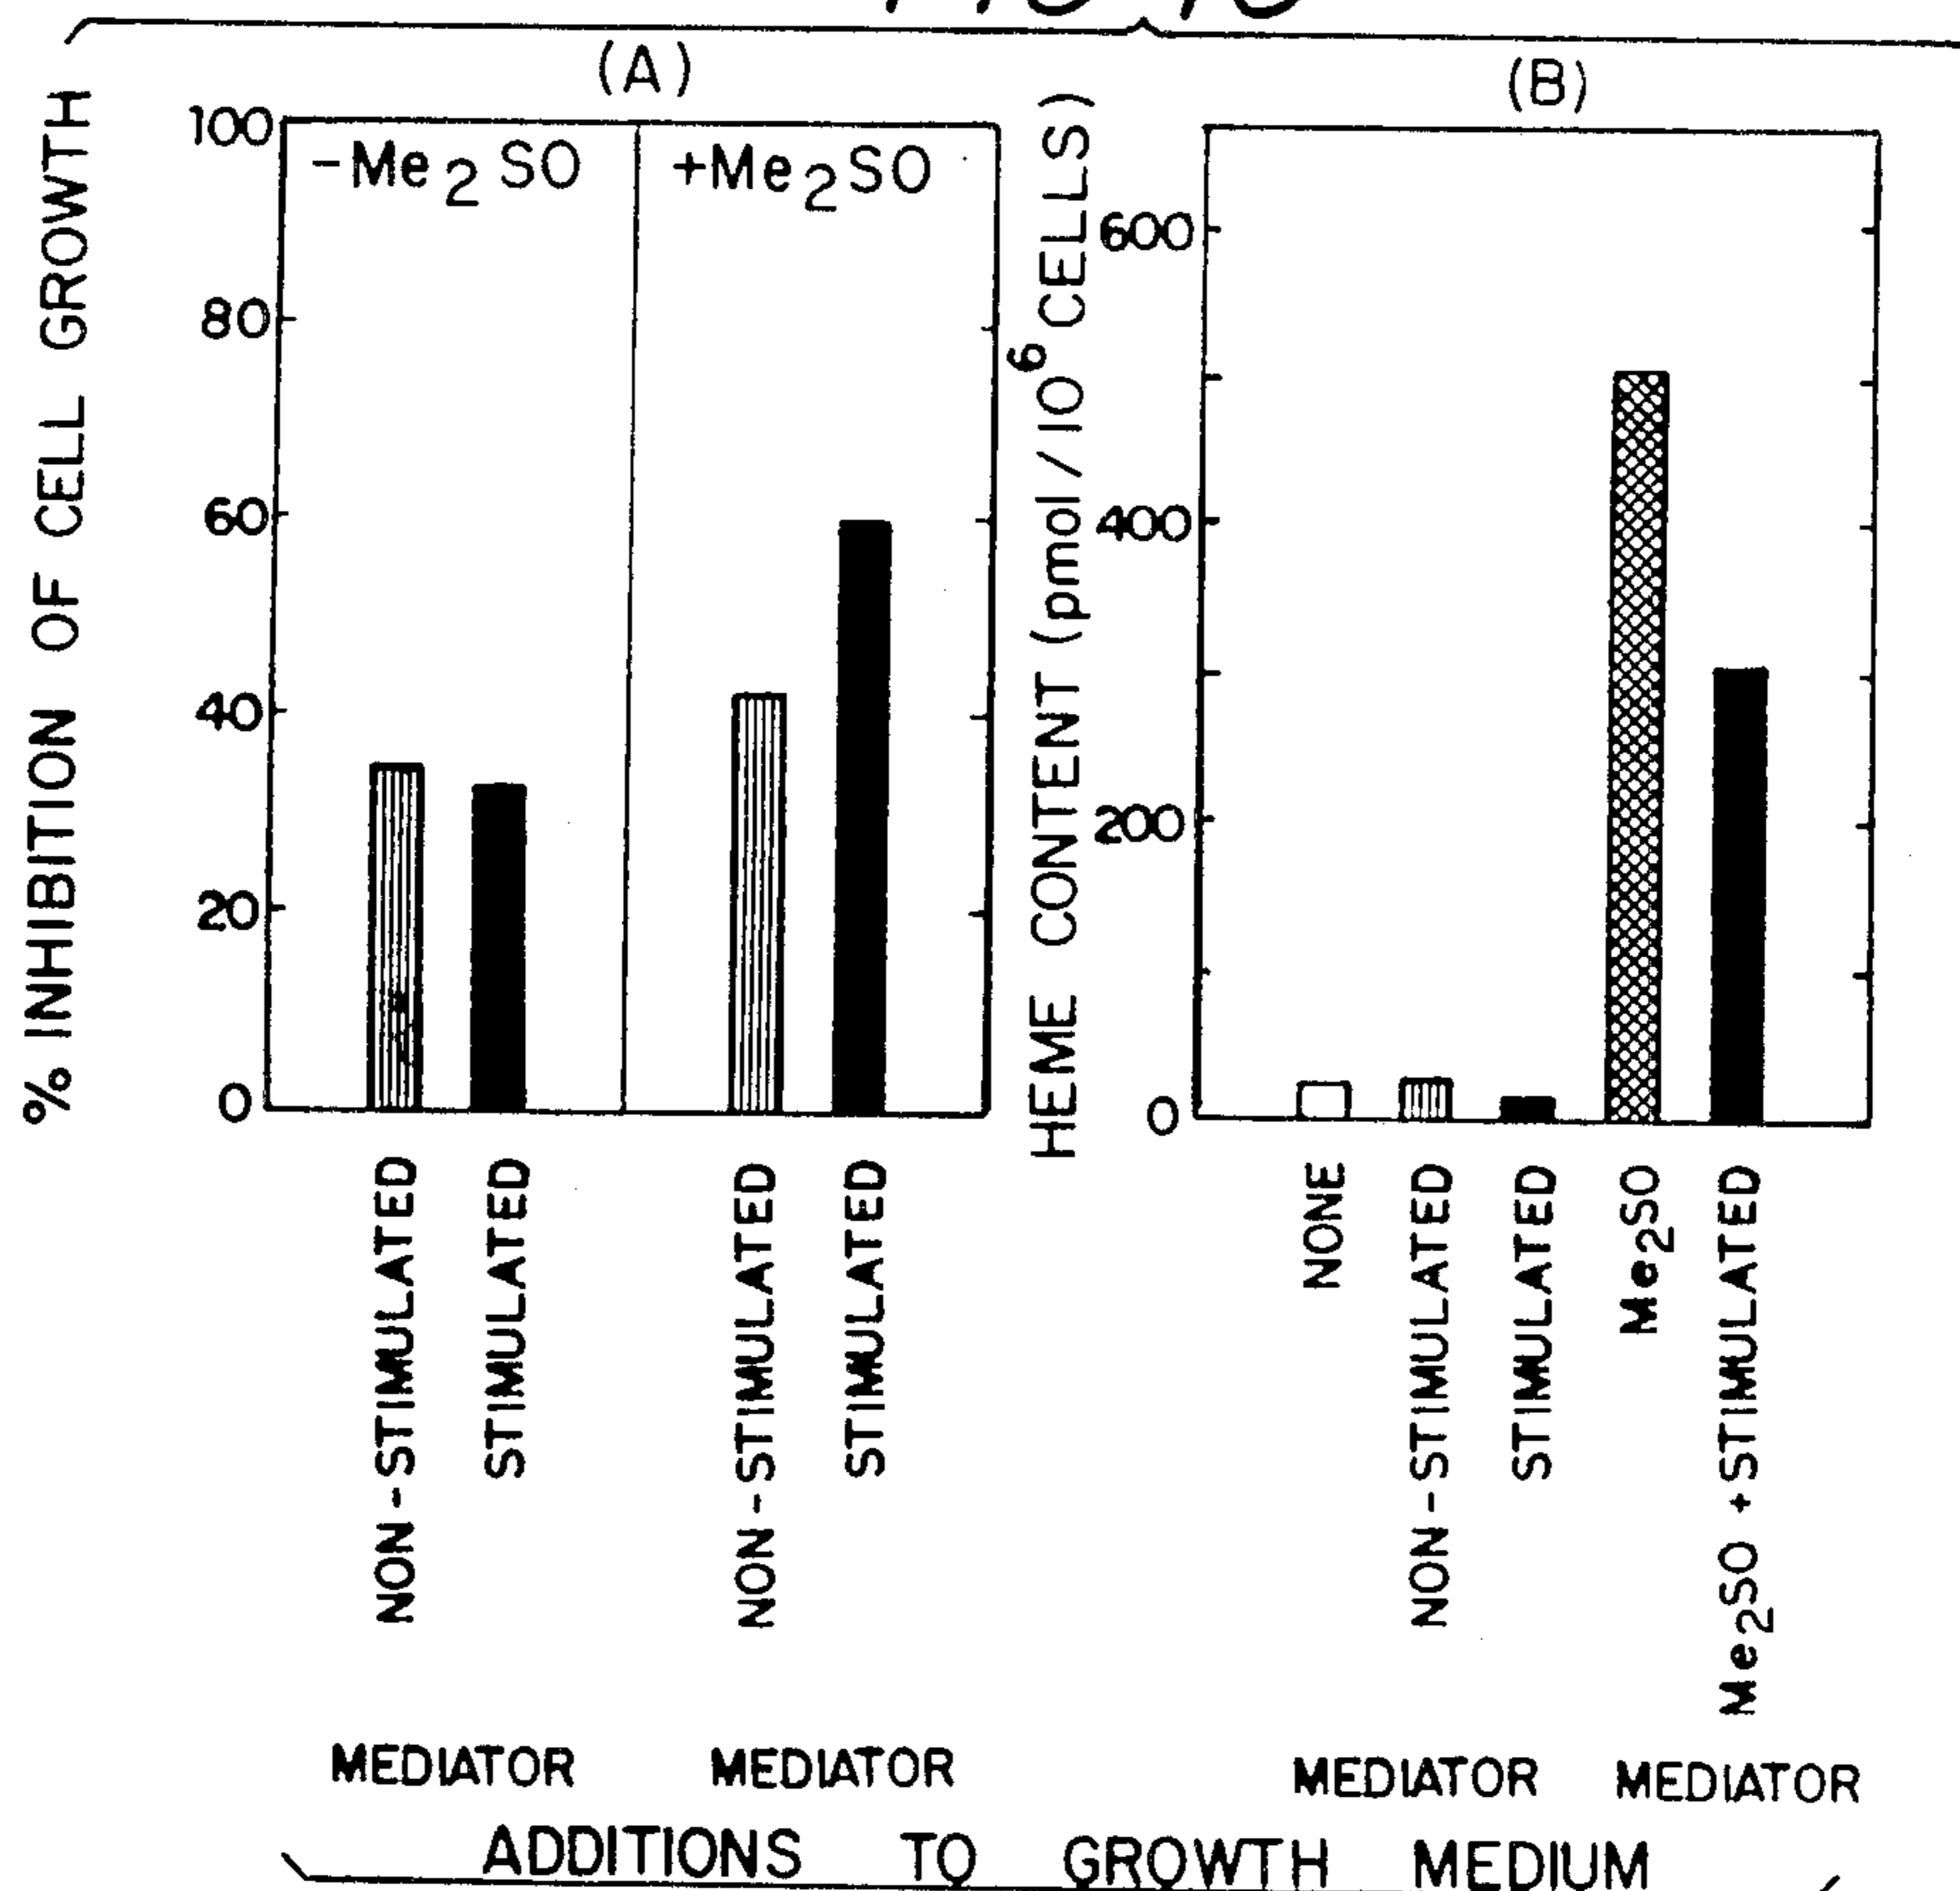 (A)
% INHIBITION OF CELL GROWTH
100
80
60
40
20
0
-Me2SO
+Me2SO
NON-STIMULATED
STIMULATED
NON-STIMULATED
STIMULATED
MEDIATOR
MEDIATOR
(B)
HEME CONTENT (pmol/10^6 CELLS)
600
400
200
0
NONE
NON-STIMULATED
STIMULATED
Me2SO
Me2SO +STIMULATED
MEDIATOR
MEDIATOR
ADDITIONS TO GROWTH MEDIUM